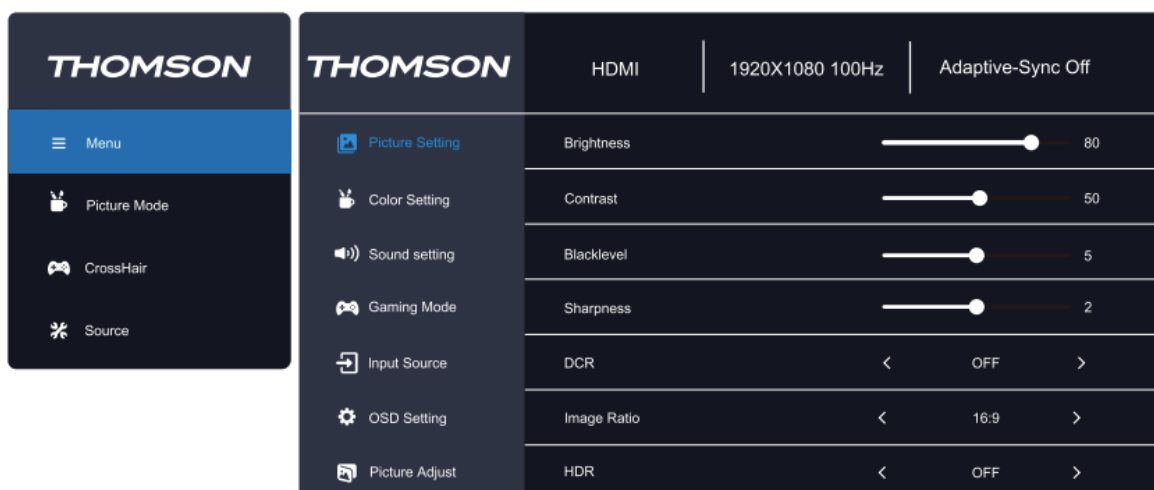 THOMSON
Menu
Picture Mode
CrossHair
Source
THOMSON
HDMI
1920X1080 100Hz
Adaptive-Sync Off
Picture Setting
Color Setting
Sound setting
Gaming Mode
Input Source
OSD Setting
Picture Adjust
Brightness 80
Contrast 50
Blacklevel 5
Sharpness 2
DCR OFF
Image Ratio 16:9
HDR OFF